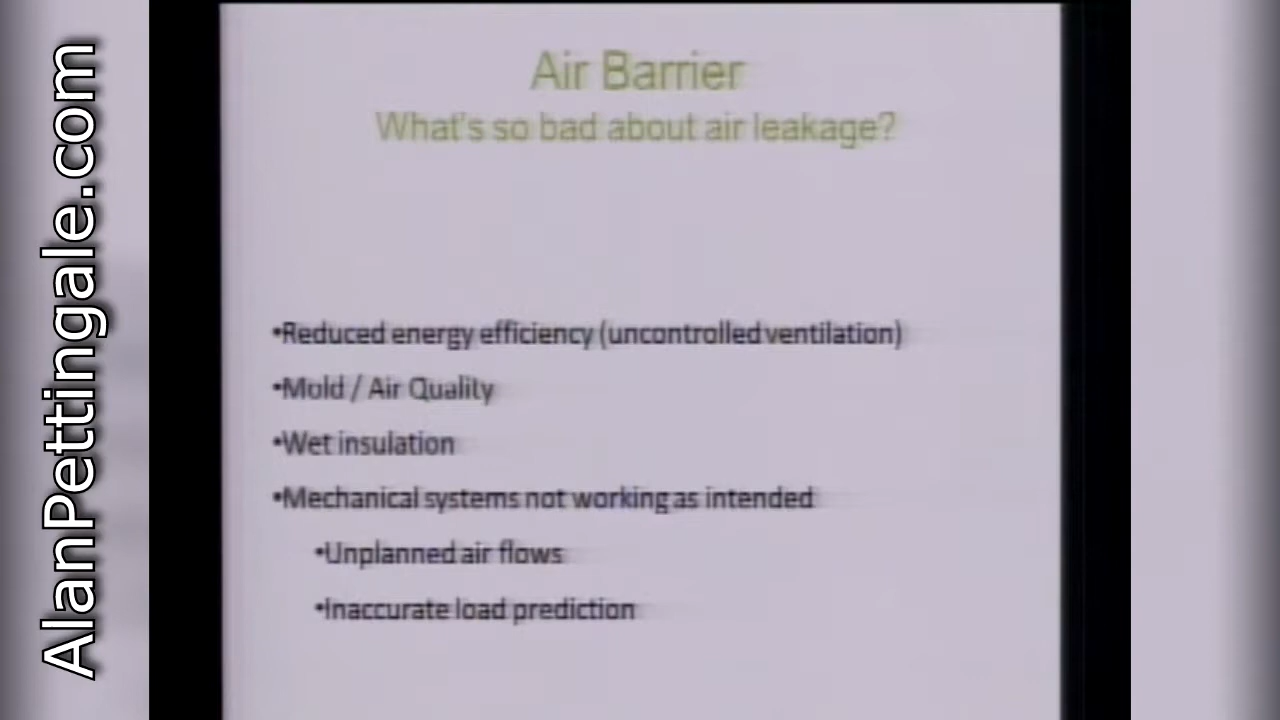 AlanPettingale.com
Air Barrier
What's so bad about air leakage?
•Reduced energy efficiency (uncontrolled ventilation)
•Mold / Air Quality
•Wet insulation
•Mechanical systems not working as intended
•Unplanned air flows
•Inaccurate load prediction